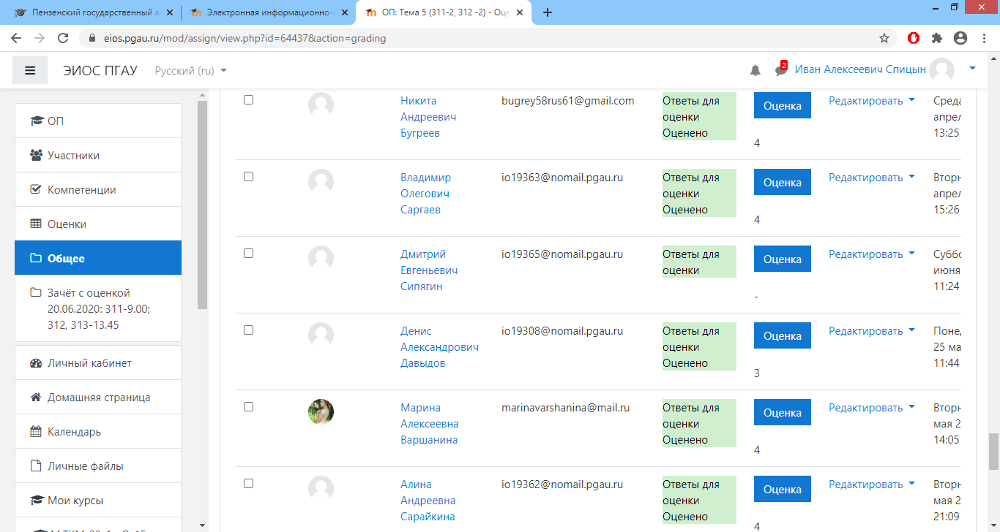 Пензенский государственный а
Электронная информационно-
ОП: Тема 5 (311-2, 312 -2) - Оце
eios.pgau.ru/mod/assign/view.php?id=64437&action=grading
ЭИОС ПГАУ
Русский (ru)
2
Иван Алексеевич Спицын
ОП
Участники
Компетенции
Оценки
Общее
Зачёт с оценкой
20.06.2020: 311-9.00;
312, 313-13.45
Личный кабинет
Домашняя страница
Календарь
Личные файлы
Мои курсы
Никита
Андреевич
Бугреев
bugrey58rus61@gmail.com
Ответы для
оценки
Оценено
Оценка
4
Редактировать
Среда
апрел
13:25
Владимир
Олегович
Саргаев
io19363@nomail.pgau.ru
Ответы для
оценки
Оценено
Оценка
4
Редактировать
Вторн
апрел
15:26
Дмитрий
Евгеньевич
Сипягин
io19365@nomail.pgau.ru
Ответы для
оценки
Оценка
-
Редактировать
Суббо
июня
11:24
Денис
Александрович
Давыдов
io19308@nomail.pgau.ru
Ответы для
оценки
Оценено
Оценка
3
Редактировать
Понед
25 ма
11:44
Марина
Алексеевна
Варшанина
marinavarshanina@mail.ru
Ответы для
оценки
Оценено
Оценка
4
Редактировать
Вторн
мая 2
14:05
Алина
Андреевна
Сарайкина
io19362@nomail.pgau.ru
Ответы для
оценки
Оценено
Оценка
4
Редактировать
Вторн
мая 2
21:09